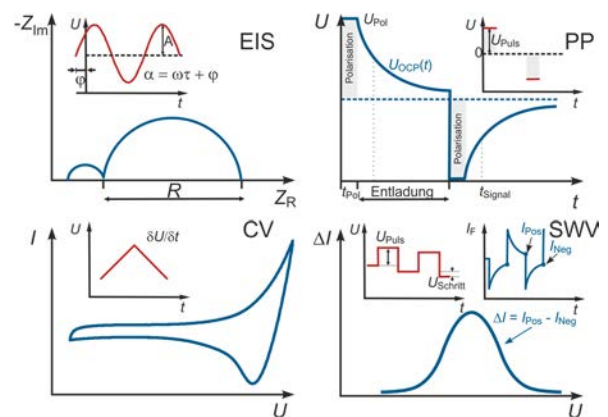 -Z_Im
EIS
U
A
α = ωτ + φ
φ
t
R
Z_R
U
PP
U_Pol
U_OCP(t)
U
U_Puls
0
t
Polarisation
Polarisation
t_Pol
Entladung
t_Signal
t
I
CV
U
δU/δt
t
U
ΔI
SWV
U
U_Puls
U_Schritt
t
I_F
I_Pos
I_Neg
t
ΔI = I_Pos - I_Neg
U